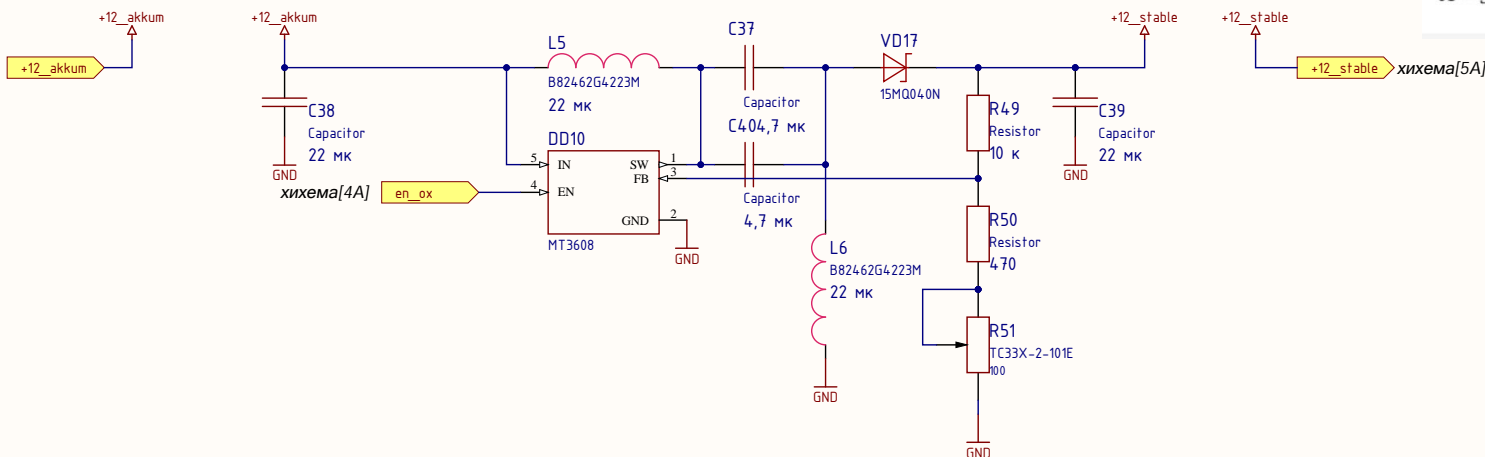 +12_akkum
+12_akkum
+12_stable
+12_stable
+12_akkum
+12_stable
хихема[5А]
L5
B82462G4223M
22 мк
C37
Capacitor
C404,7 мк
VD17
15MQ040N
C38
Capacitor
22 мк
GND
R49
Resistor
10 к
C39
Capacitor
22 мк
GND
DD10
5
IN
SW
1
FB
3
4
EN
GND
2
MT3608
GND
хихема[4А]
en_ox
Capacitor
4,7 мк
L6
B82462G4223M
22 мк
GND
R50
Resistor
470
R51
TC33X-2-101E
100
GND